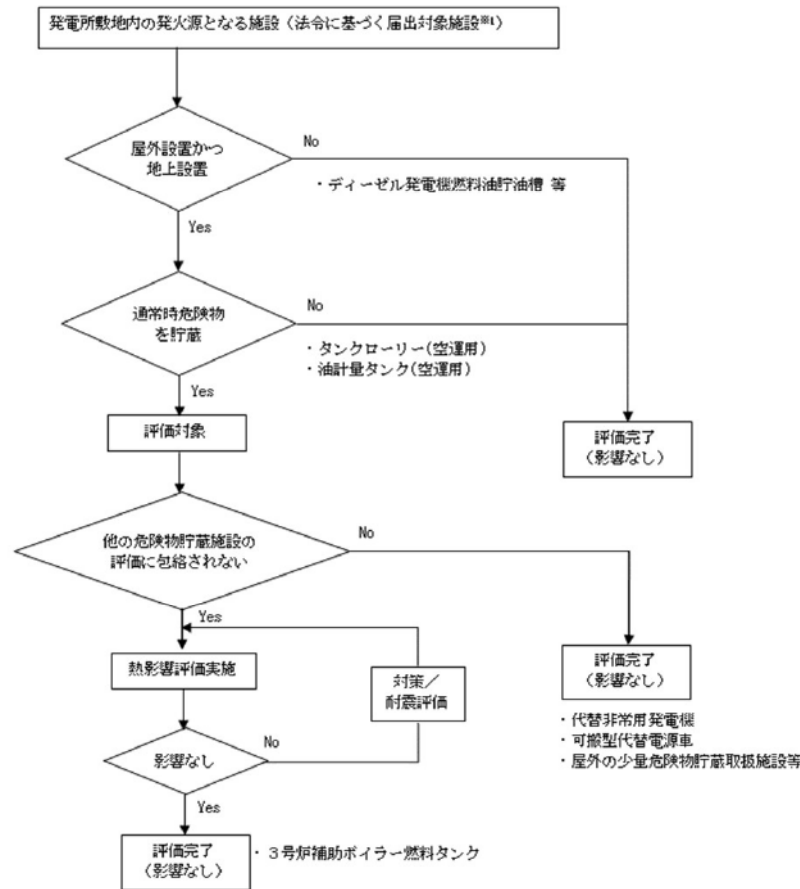 発電所敷地内の発火源となる施設（法令に基づく届出対象施設※1）
屋外設置かつ
地上設置
No
・ディーゼル発電機燃料油貯油槽 等
Yes
通常時危険物
を貯蔵
No
・タンクローリー(空運用)
・油計量タンク(空運用)
Yes
評価対象
評価完了
（影響なし）
他の危険物貯蔵施設の
評価に包絡されない
No
Yes
熱影響評価実施
対策／
耐震評価
評価完了
（影響なし）
・代替非常用発電機
・可搬型代替電源車
・屋外の少量危険物貯蔵取扱施設等
影響なし
No
Yes
評価完了
（影響なし）
・３号炉補助ボイラー燃料タンク